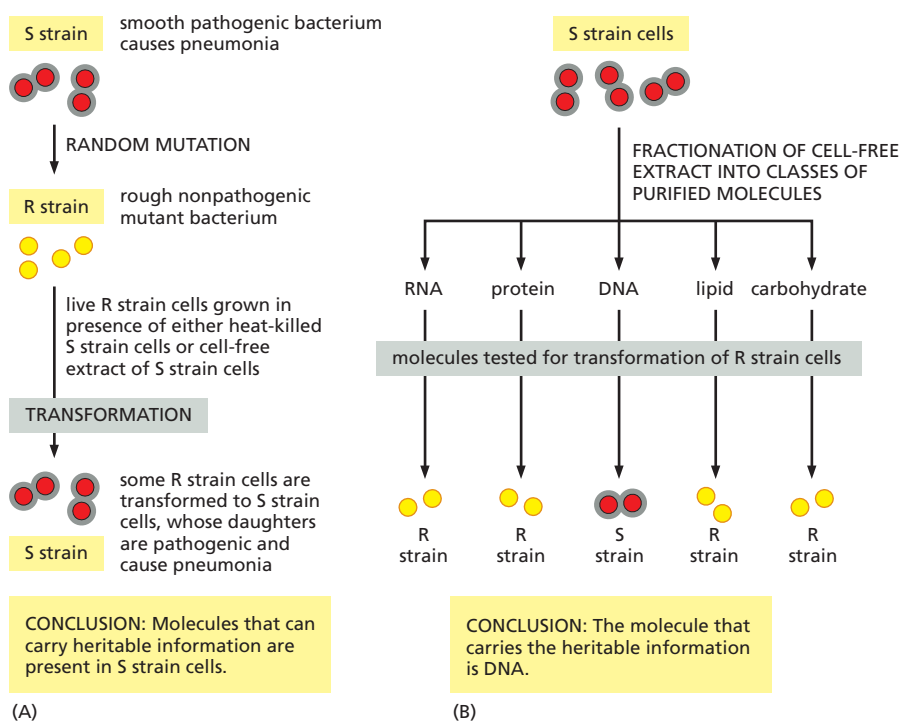 S strain
smooth pathogenic bacterium
causes pneumonia
RANDOM MUTATION
R strain
rough nonpathogenic
mutant bacterium
live R strain cells grown in
presence of either heat-killed
S strain cells or cell-free
extract of S strain cells
TRANSFORMATION
some R strain cells are
transformed to S strain
cells, whose daughters
are pathogenic and
cause pneumonia
S strain
CONCLUSION: Molecules that can
carry heritable information are
present in S strain cells.
(A)
S strain cells
FRACTIONATION OF CELL-FREE
EXTRACT INTO CLASSES OF
PURIFIED MOLECULES
RNA protein DNA lipid carbohydrate
molecules tested for transformation of R strain cells
R R S R R
strain strain strain strain strain
CONCLUSION: The molecule that
carries the heritable information
is DNA.
(B)